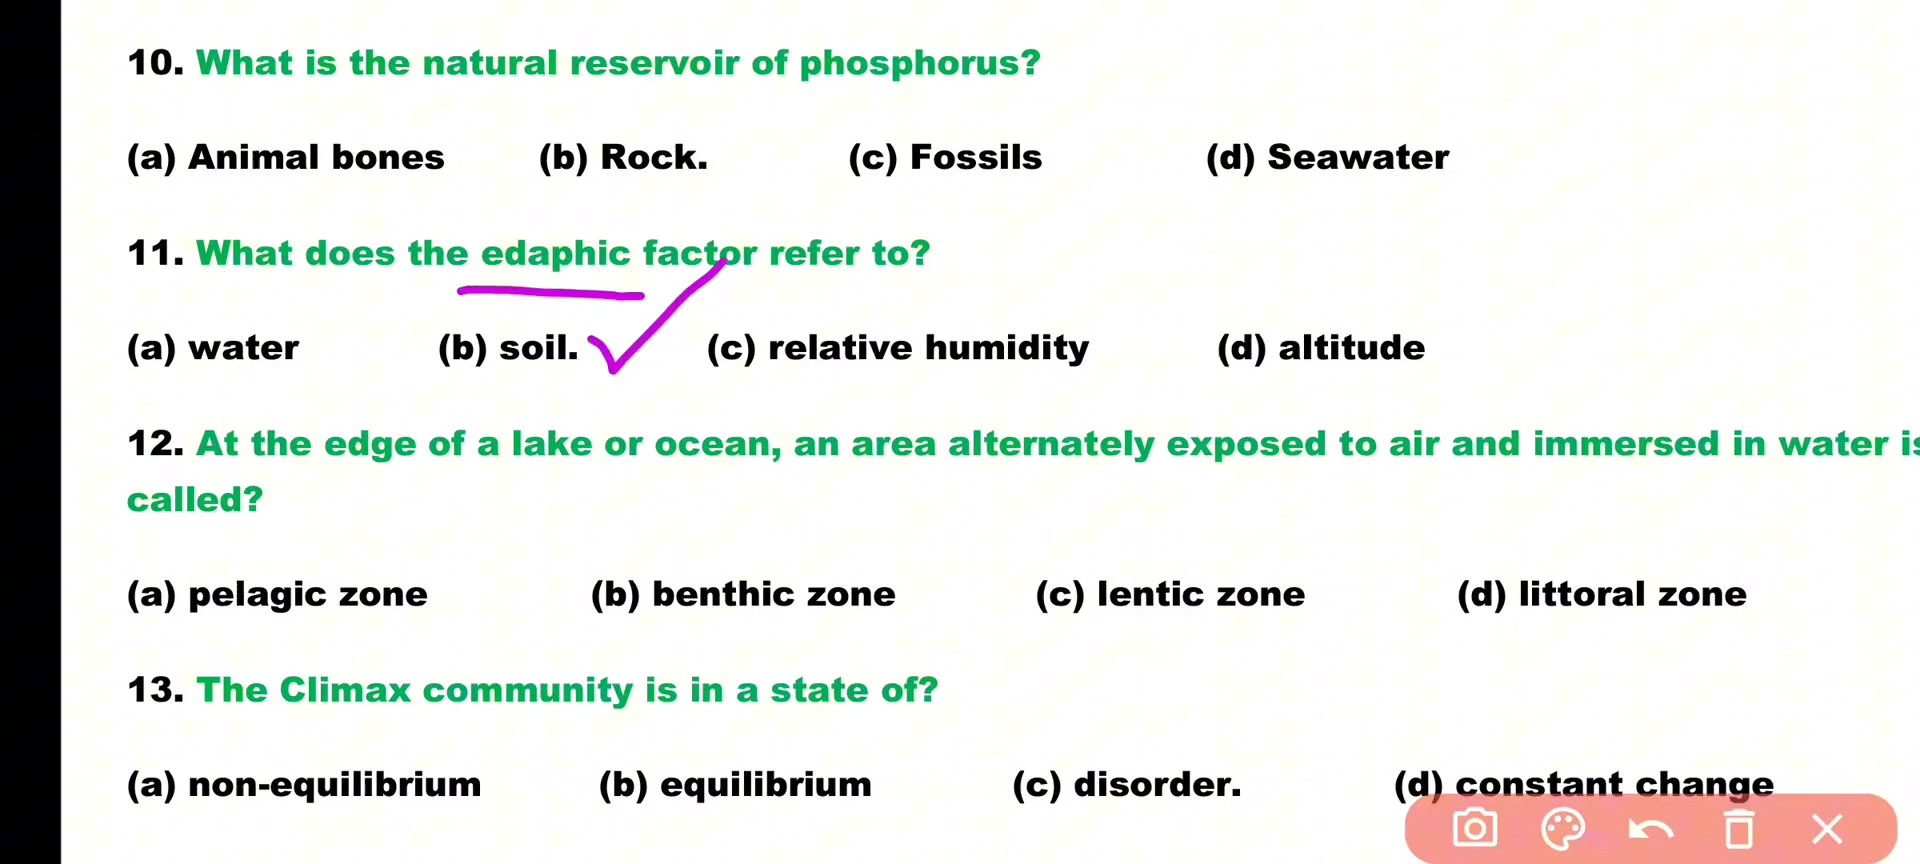 10. What is the natural reservoir of phosphorus?
(a) Animal bones (b) Rock. (c) Fossils (d) Seawater
11. What does the edaphic factor refer to?
(a) water (b) soil. (c) relative humidity (d) altitude
12. At the edge of a lake or ocean, an area alternately exposed to air and immersed in water is
called?
(a) pelagic zone (b) benthic zone (c) lentic zone (d) littoral zone
13. The Climax community is in a state of?
(a) non-equilibrium (b) equilibrium (c) disorder. (d) constant change